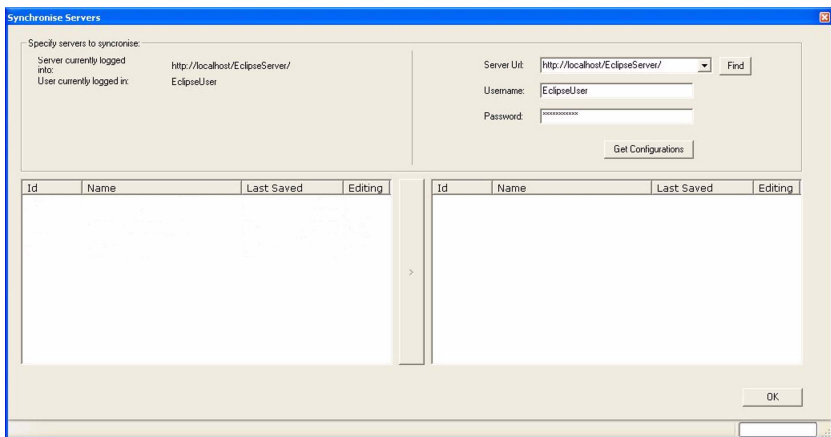 Synchronise Servers
Specify servers to syncronise:
Server currently logged
into:
http://localhost/EclipseServer/
User currently logged in:
EclipseUser
Server Url:
http://localhost/EclipseServer/
Find
Username:
EclipseUser
Password:
xxxxxxxxxxx
Get Configurations
Id Name Last Saved Editing
>
Id Name Last Saved Editing
OK